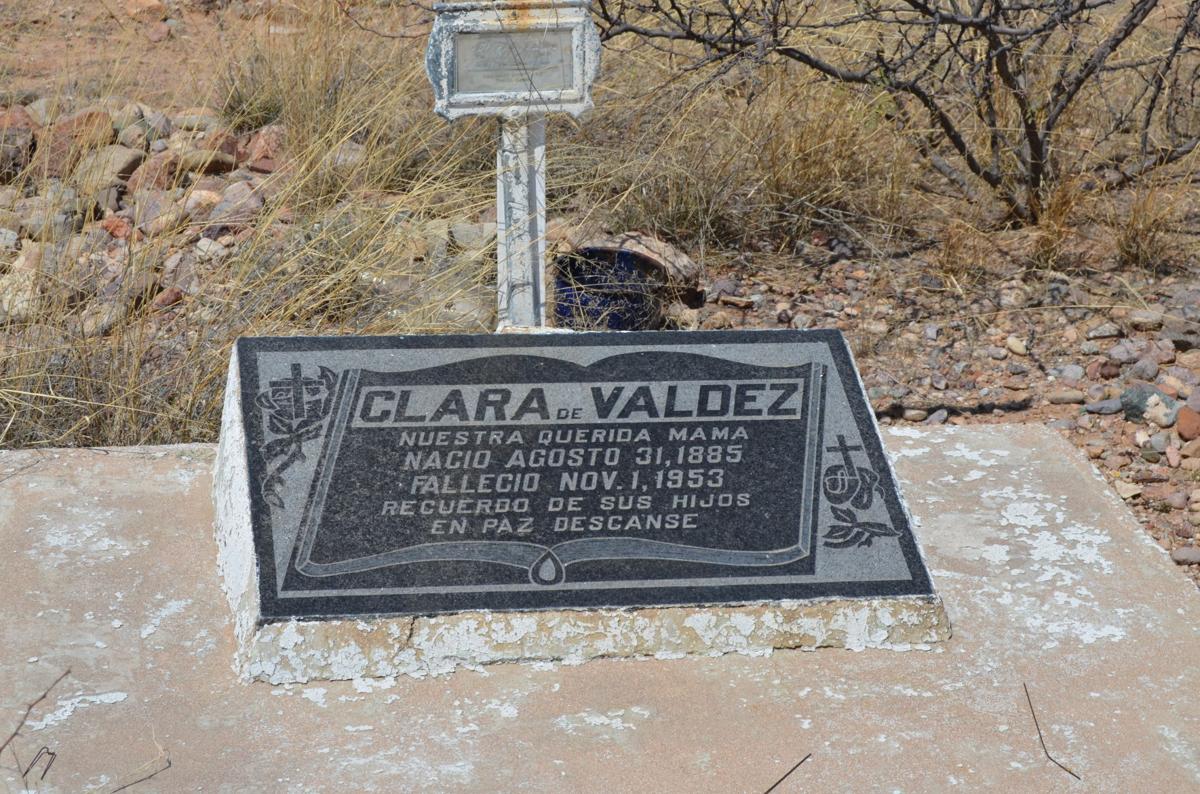 CLARA DE VALDEZ
NUESTRA QUERIDA MAMA
NACIO AGOSTO 31, 1885
FALLECIO NOV. 1, 1953
RECUERDO DE SUS HIJOS
EN PAZ DESCANSE